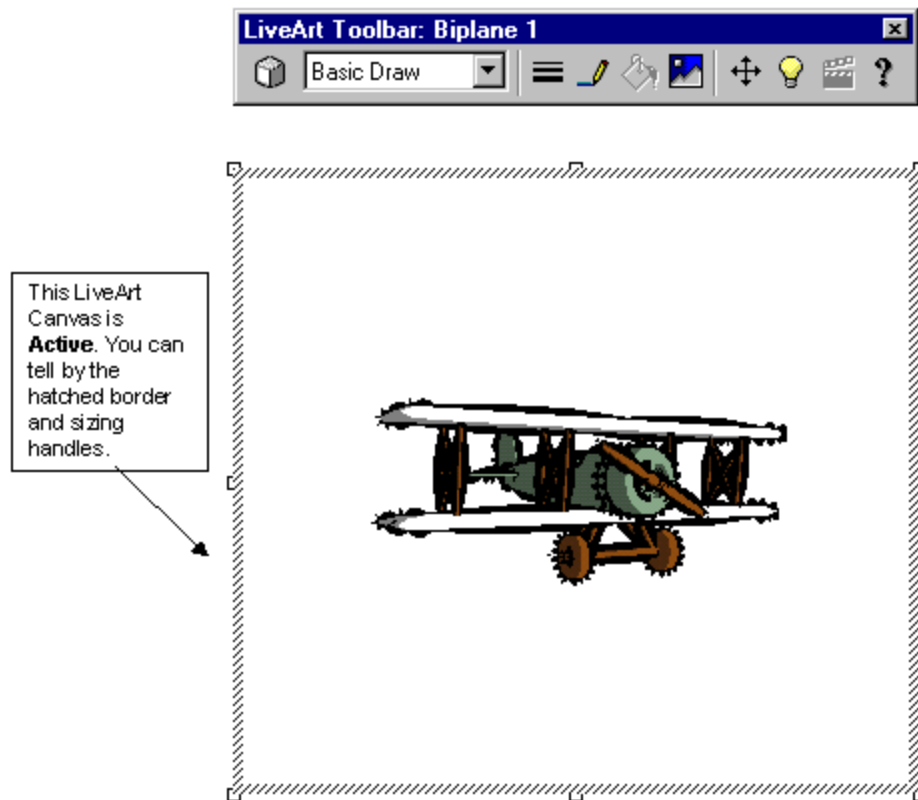 LiveArt Toolbar: Biplane 1
Basic Draw
?
This LiveArt
Canvas is
Active. You can
tell by the
hatched border
and sizing
handles.